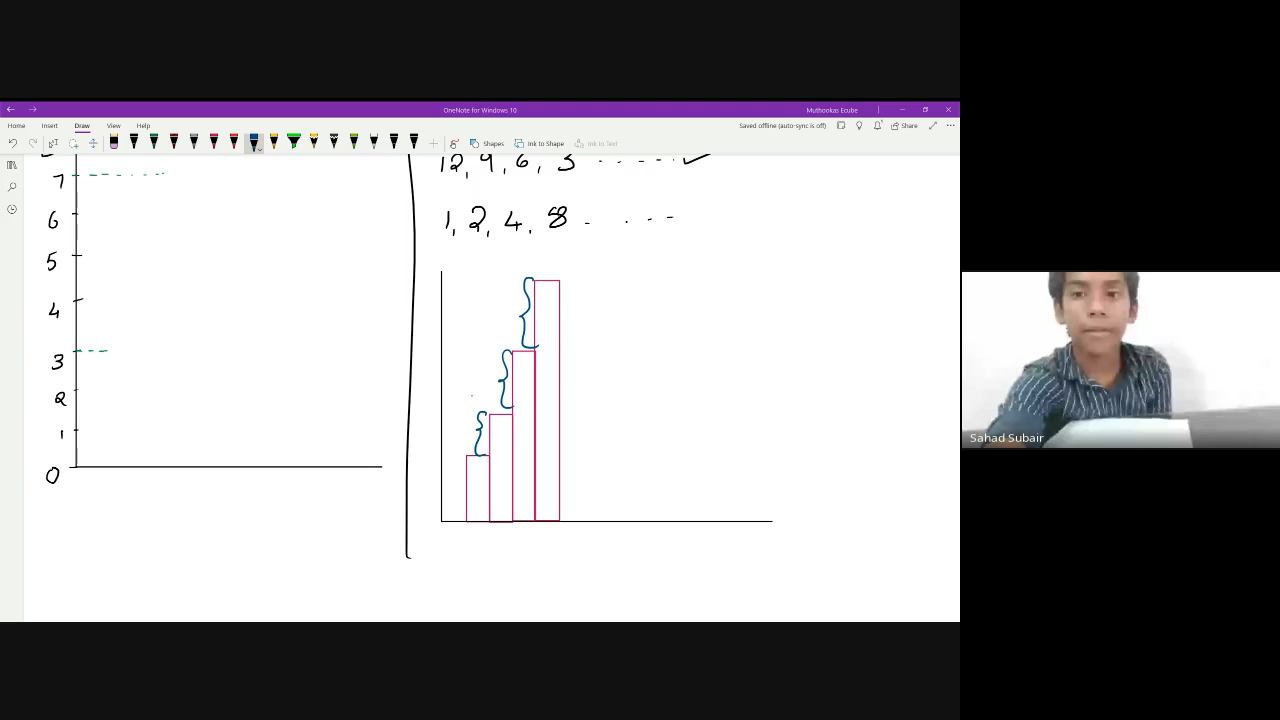 OneNote for Windows 10
Muthookas Ecube
Home Insert Draw View Help
Saved offline (auto-sync is off)
Share
Shapes
Ink to Shape
Ink to Text
12, 9, 6, 3 ......
7
6
1, 2, 4, 8 - . - -
5
4
3
2
1
0
Sahad Subair